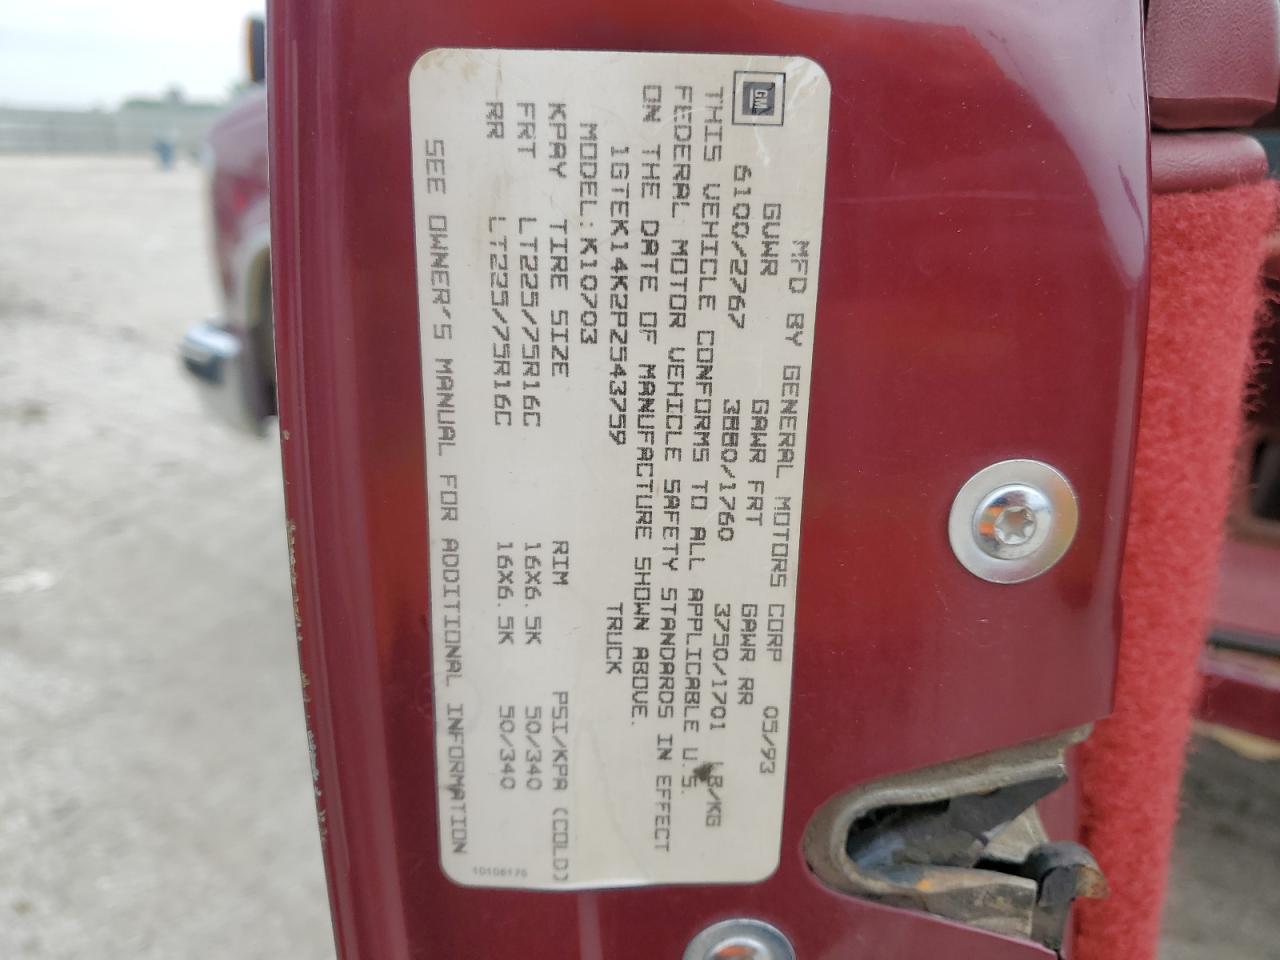 GM
MFD BY GENERAL MOTORS CORP 05/93
GVWR GAWR FRT GAWR RR
6100/2767 3880/1760 3750/1701 LB/KG
THIS VEHICLE CONFORMS TO ALL APPLICABLE U.S.
FEDERAL MOTOR VEHICLE SAFETY STANDARDS IN EFFECT
ON THE DATE OF MANUFACTURE SHOWN ABOVE.
1GTEK14K2P2543759 TRUCK
MODEL: K10703
KPAY TIRE SIZE RIM PSI/KPA (COLD)
FRT LT225/75R16C 16X6.5K 50/340
RR LT225/75R16C 16X6.5K 50/340
SEE OWNER'S MANUAL FOR ADDITIONAL INFORMATION